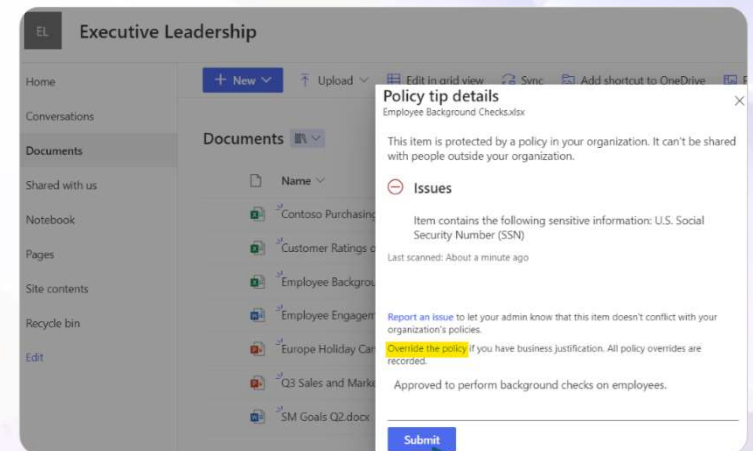 EL Executive Leadership
Home
Conversations
Documents
Shared with us
Notebook
Pages
Site contents
Recycle bin
Edit
+ New Upload Edit in grid view Sync Add shortcut to OneDrive
Documents
Name
Contoso Purchasing
Customer Ratings
Employee
Employee
Europe Holiday
Q3 Sales and
SM Goals Q2.docx
Policy tip details
Employee Background Checks.xlsx
This item is protected by a policy in your organization. It can't be shared
with people outside your organization.
Issues
Item contains the following sensitive information: U.S. Social
Security Number (SSN)
Last scanned: About a minute ago
Report an issue to let your admin know that this item doesn't conflict with your
organization's policies.
Override the policy if you have business justification. All policy overrides are
recorded.
Approved to perform background checks on employees.
Submit